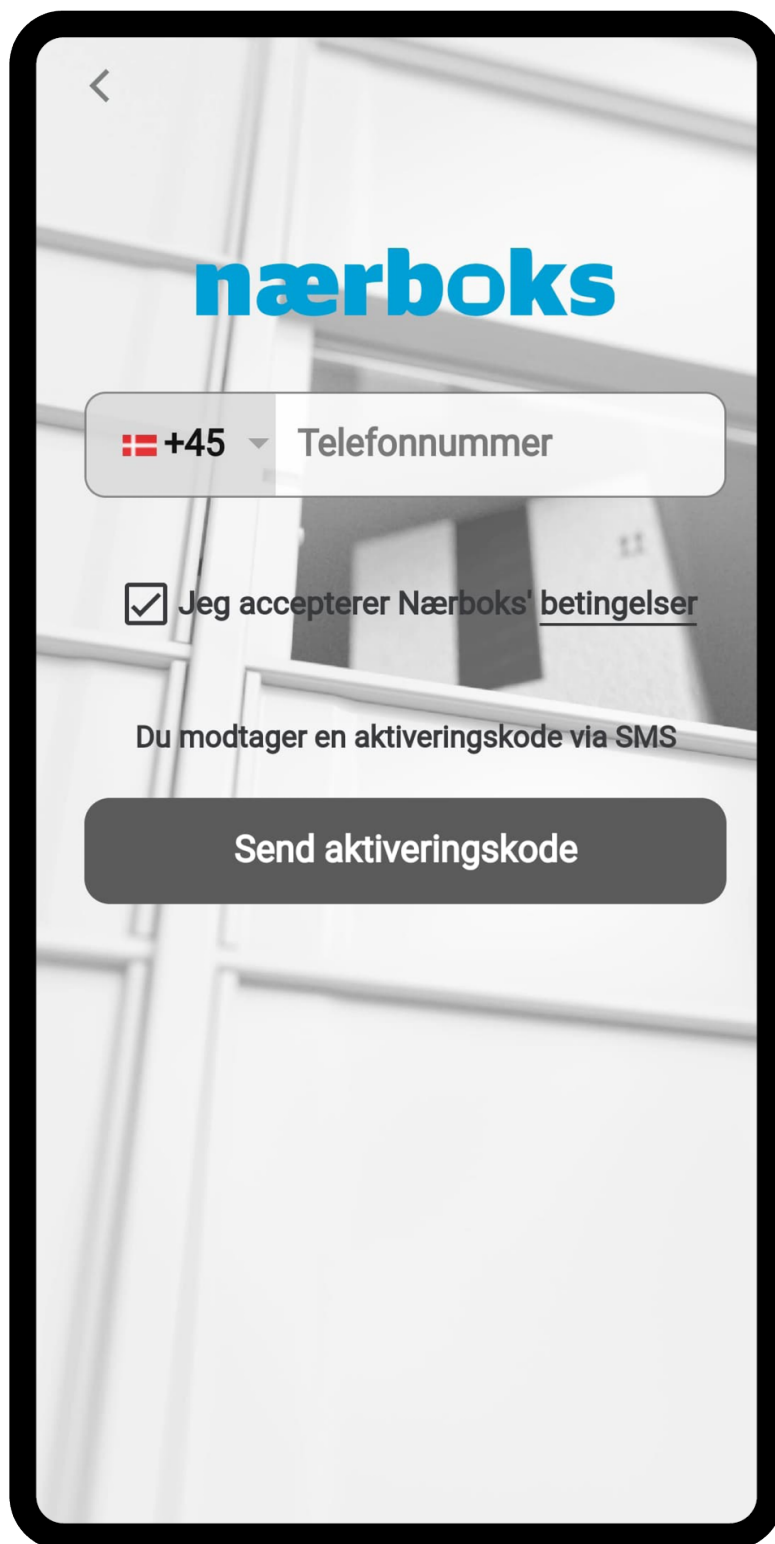 nærboks
+45 Telefonnummer
Jeg accepterer Nærboks' betingelser
Du modtager en aktiveringskode via SMS
Send aktiveringskode